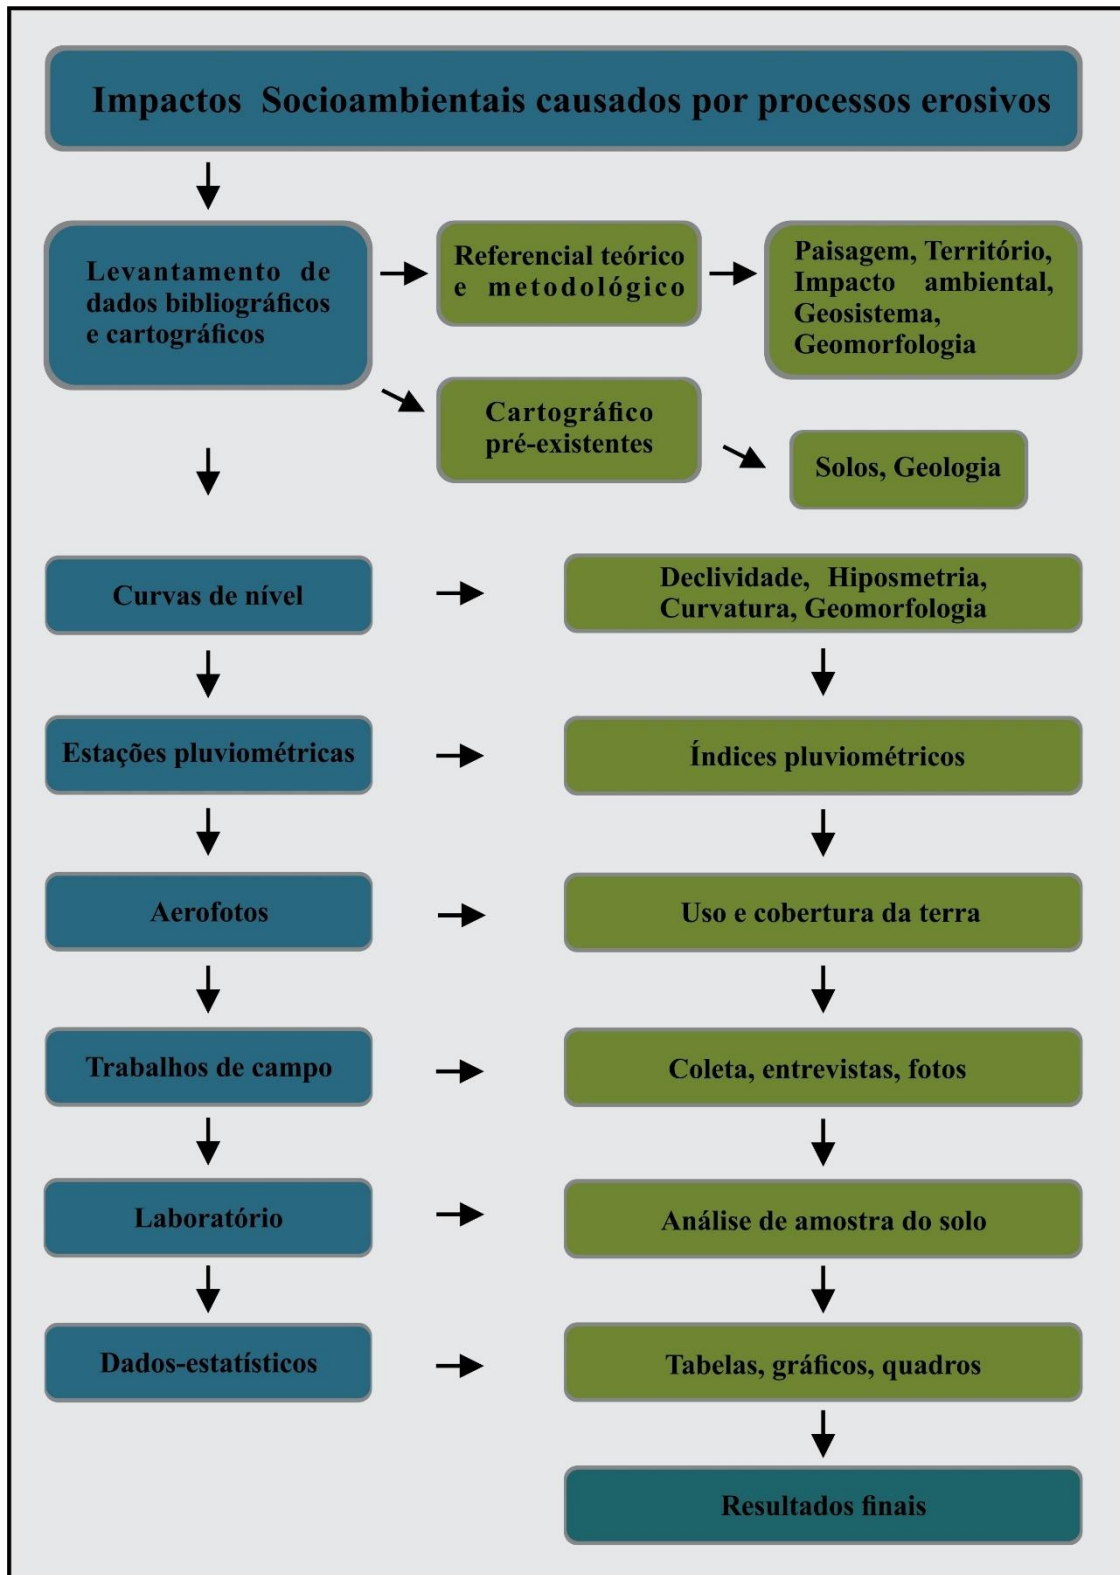 Impactos Socioambientais causados por processos erosivos
Levantamento de
dados bibliográficos
e cartográficos
Referencial teórico
e metodológico
Paisagem, Território,
Impacto ambiental,
Geosistema,
Geomorfologia
Cartográfico
pré-existentes
Solos, Geologia
Curvas de nível
Declividade, Hiposmetria,
Curvatura, Geomorfologia
Estações pluviométricas
Índices pluviométricos
Aerofotos
Uso e cobertura da terra
Trabalhos de campo
Coleta, entrevistas, fotos
Laboratório
Análise de amostra do solo
Dados-estatísticos
Tabelas, gráficos, quadros
Resultados finais